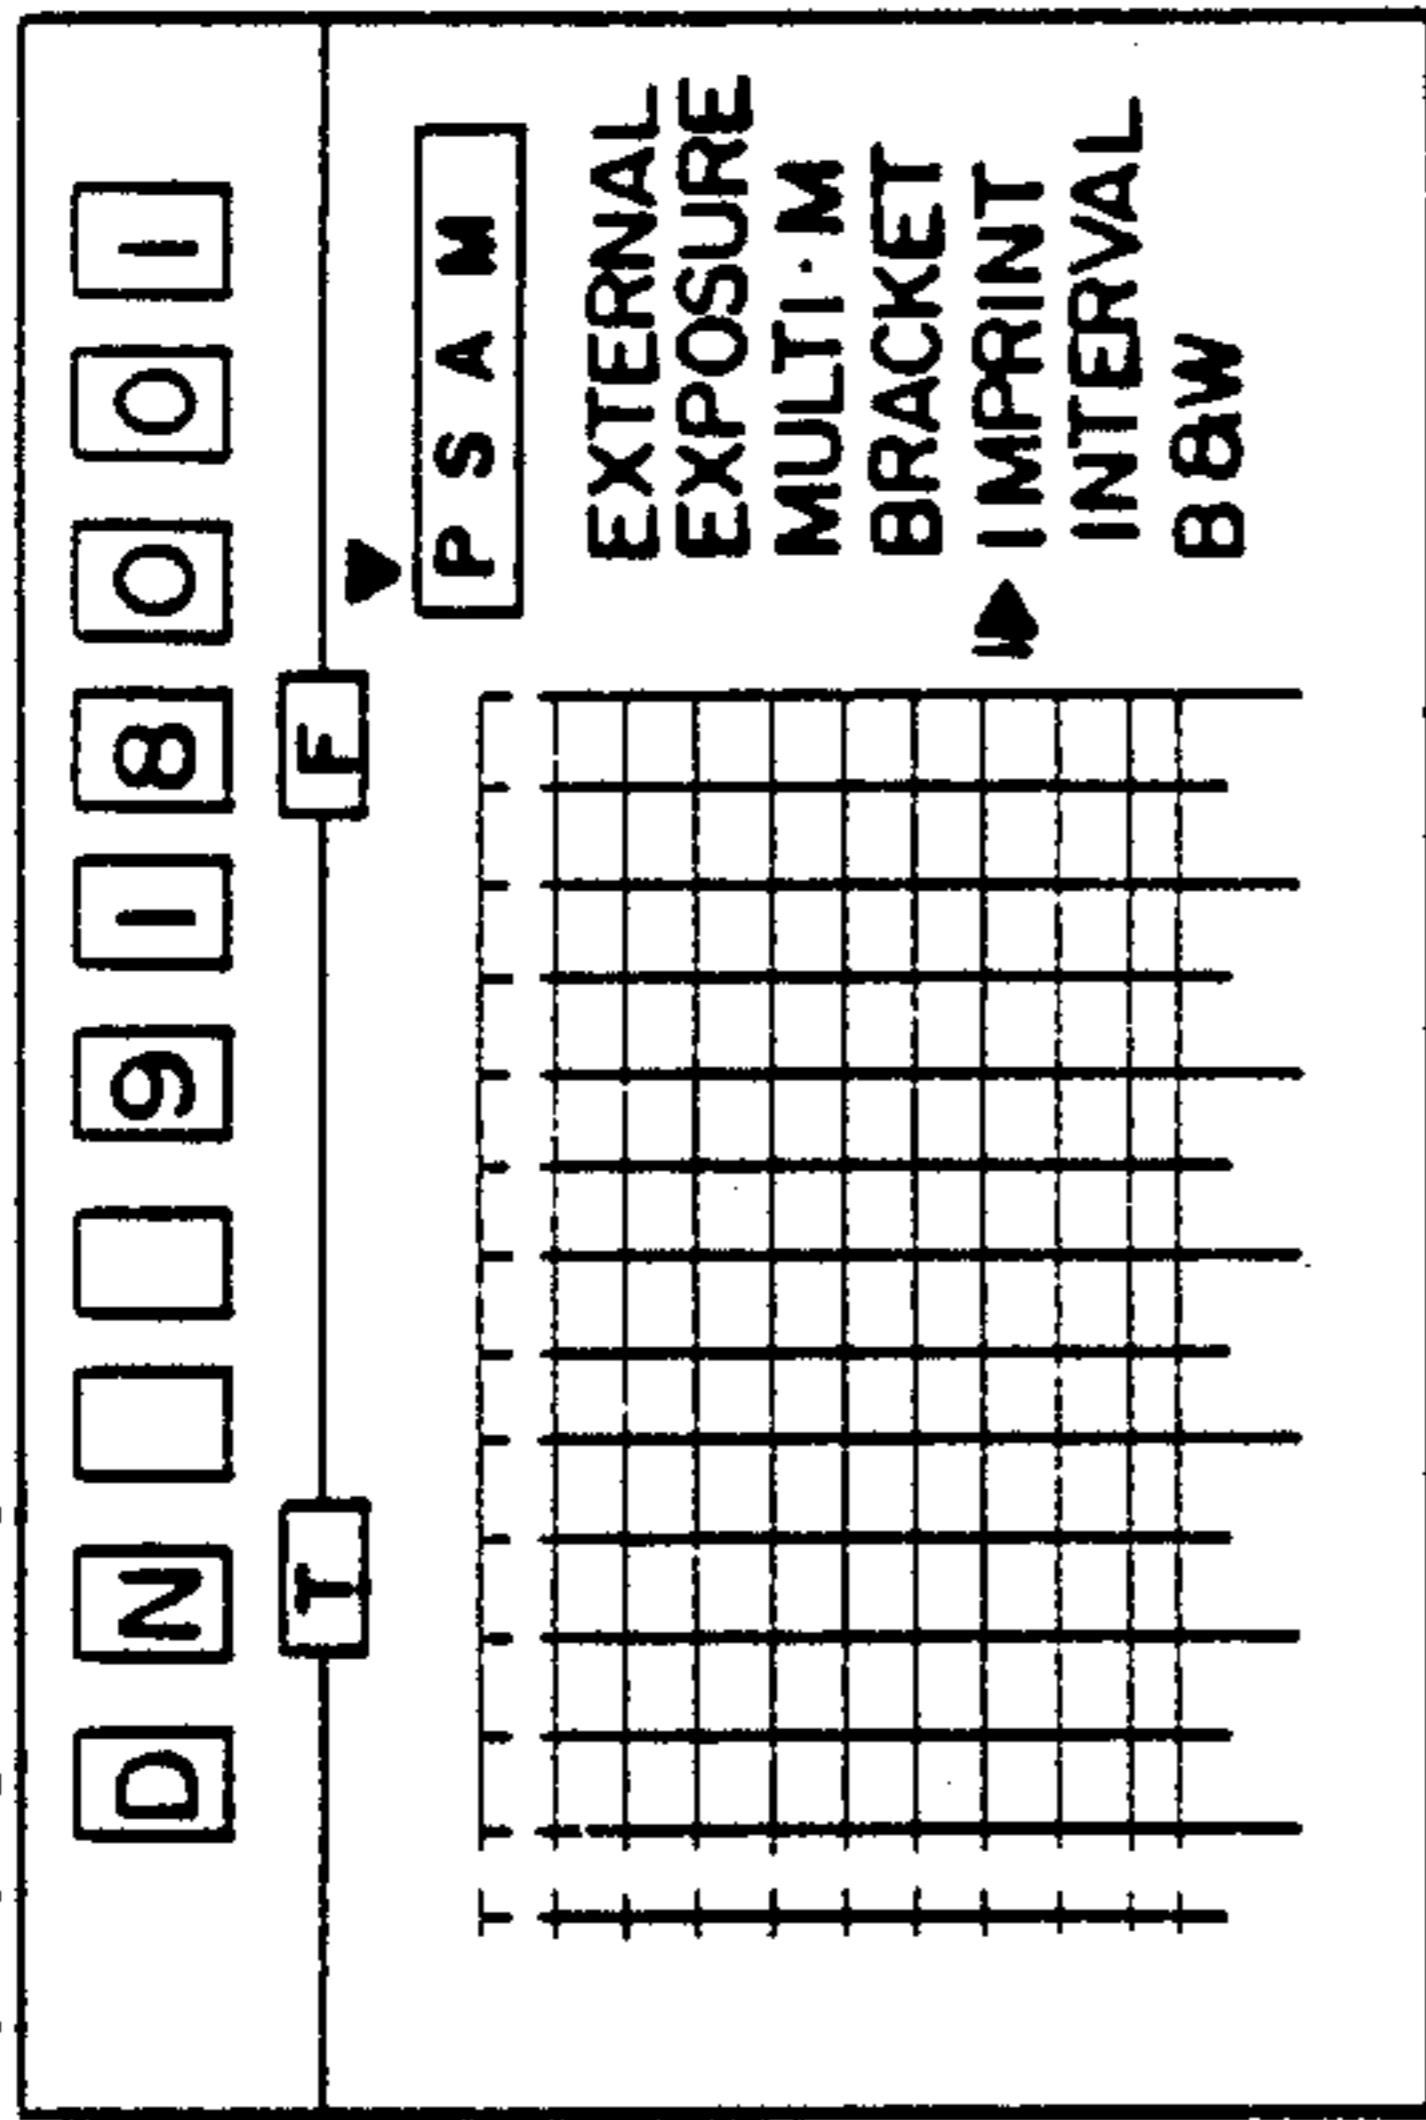 D N 9 1 8 0 0 1
T F
P S A M
EXTERNAL
EXPOSURE
MULTI·M
BRACKET
IMPRINT
INTERVAL
B&W